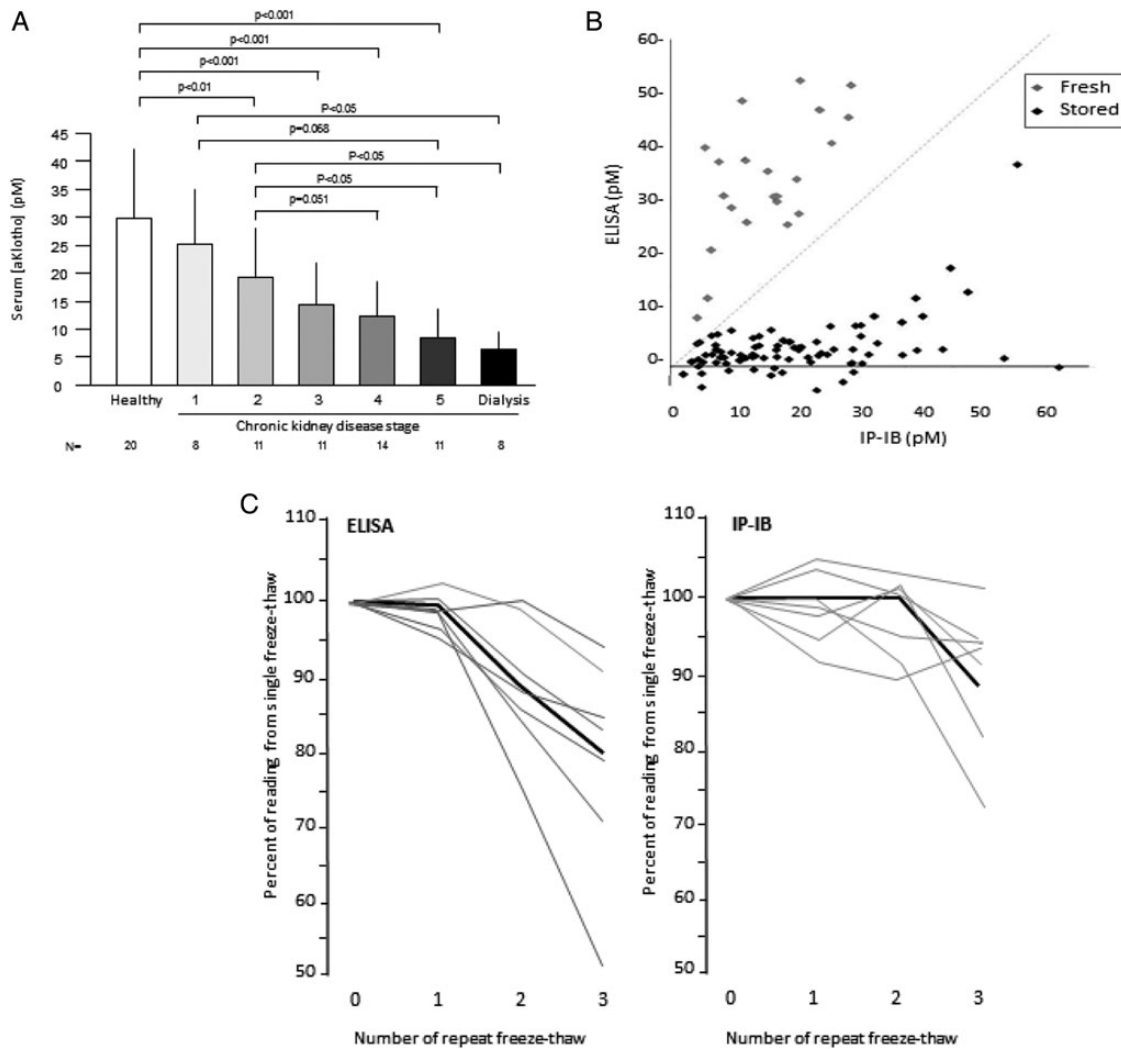 A
p<0.001
p<0.001
p<0.001
p<0.01
P<0.05
p=0.068
P<0.05
P<0.05
p=0.051
Serum [aKlotho] (pM)
45
40
35
30
25
20
15
10
5
0
Healthy 1 2 3 4 5 Dialysis
Chronic kidney disease stage
N= 20 8 11 11 14 11 8
B
ELISA (pM)
60-
50-
40-
30-
20-
10-
0-
Fresh
Stored
0 10 20 30 40 50 60
IP-IB (pM)
C
ELISA
Percent of reading from single freeze-thaw
110
100
90
80
70
60
50
0 1 2 3
Number of repeat freeze-thaw
IP-IB
Percent of reading from single freeze-thaw
110
100
90
80
70
60
50
0 1 2 3
Number of repeat freeze-thaw